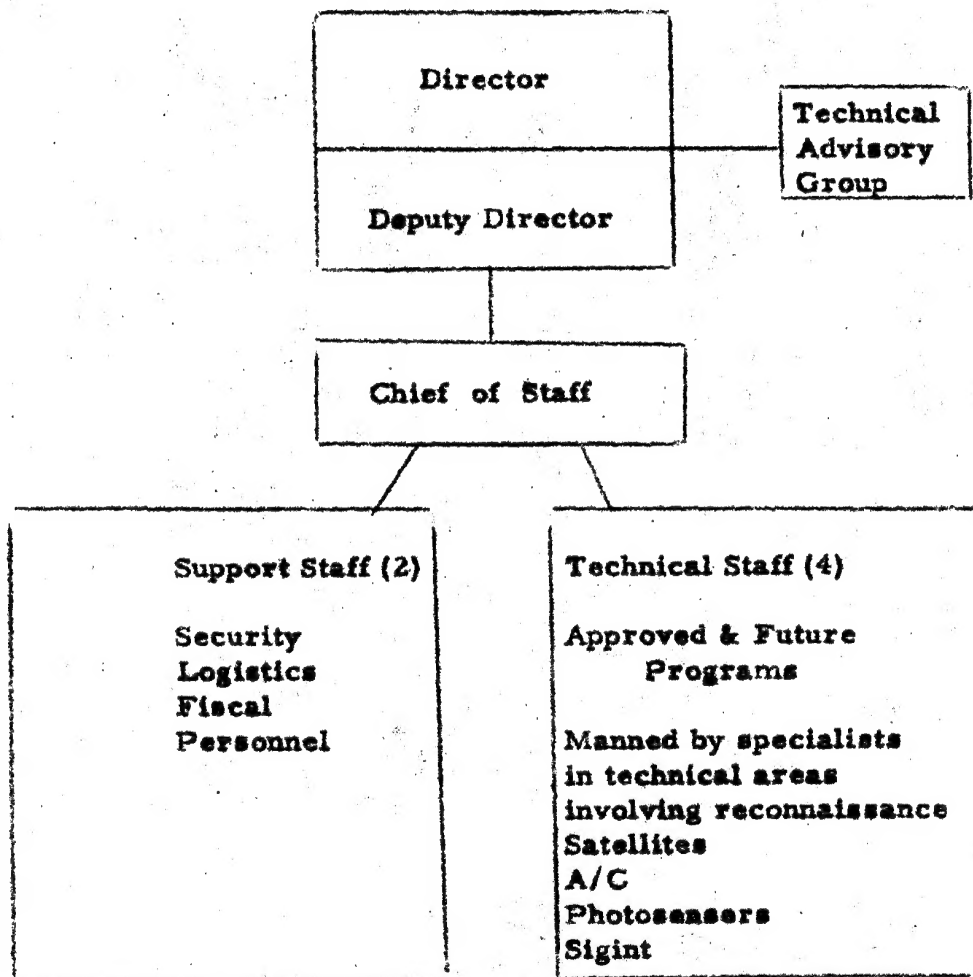 Director
Technical
Advisory
Group
Deputy Director
Chief of Staff
Support Staff (2)
Security
Logistics
Fiscal
Personnel
Technical Staff (4)
Approved & Future
Programs
Manned by specialists
in technical areas
involving reconnaissance
Satellites
A/C
Photosensers
Sigint